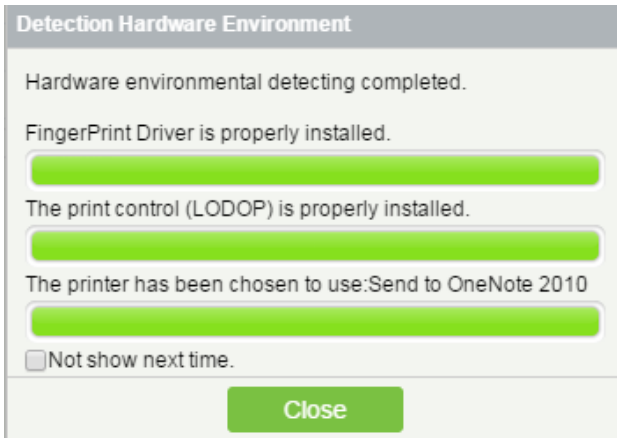 Detection Hardware Environment
Hardware environmental detecting completed.
FingerPrint Driver is properly installed.
The print control (LODOP) is properly installed.
The printer has been chosen to use:Send to OneNote 2010
Not show next time.
Close